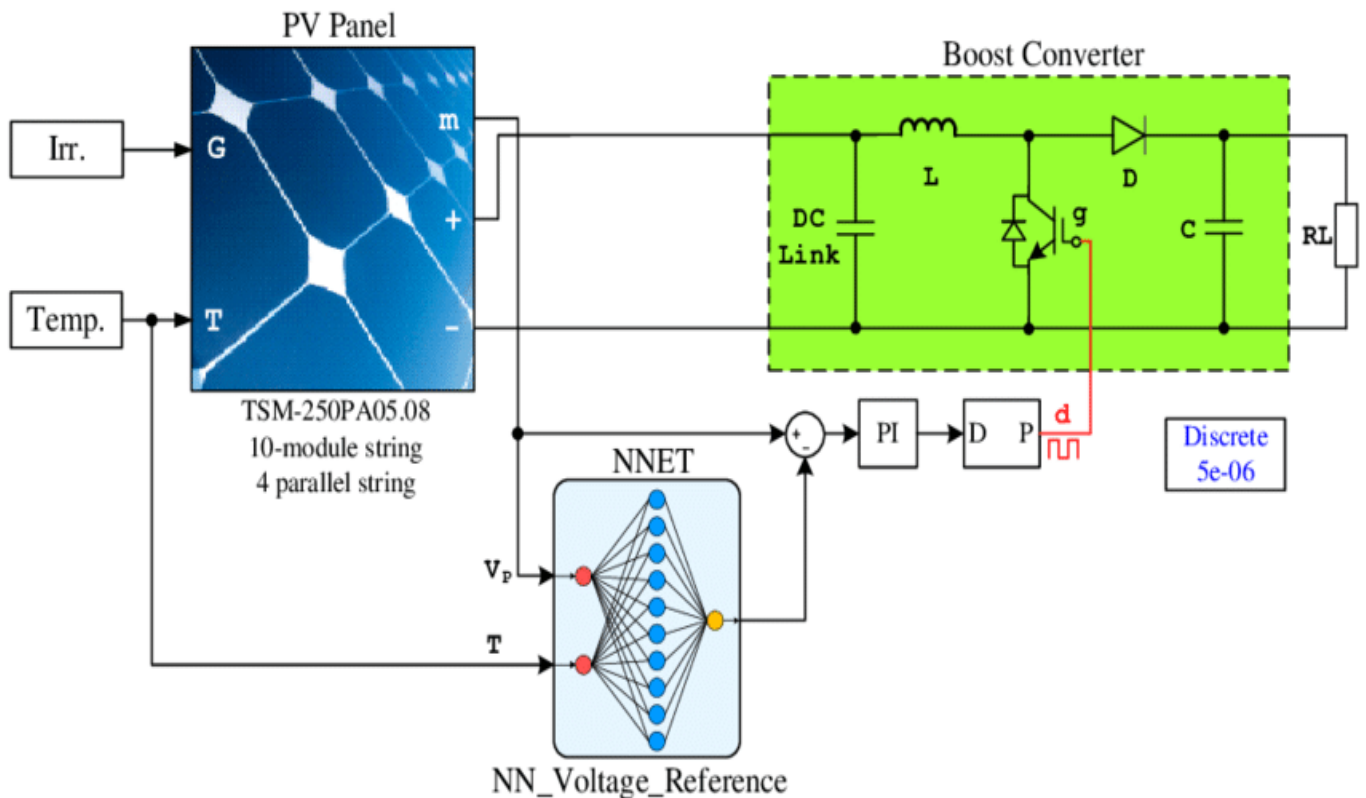 PV Panel
Boost Converter
Irr.
G
m
+
L
D
DC
Link
g
C
RL
Temp.
T
-
TSM-250PA05.08
10-module string
4 parallel string
+
-
PI
D P
d
Discrete
5e-06
NNET
VP
T
NN_Voltage_Reference